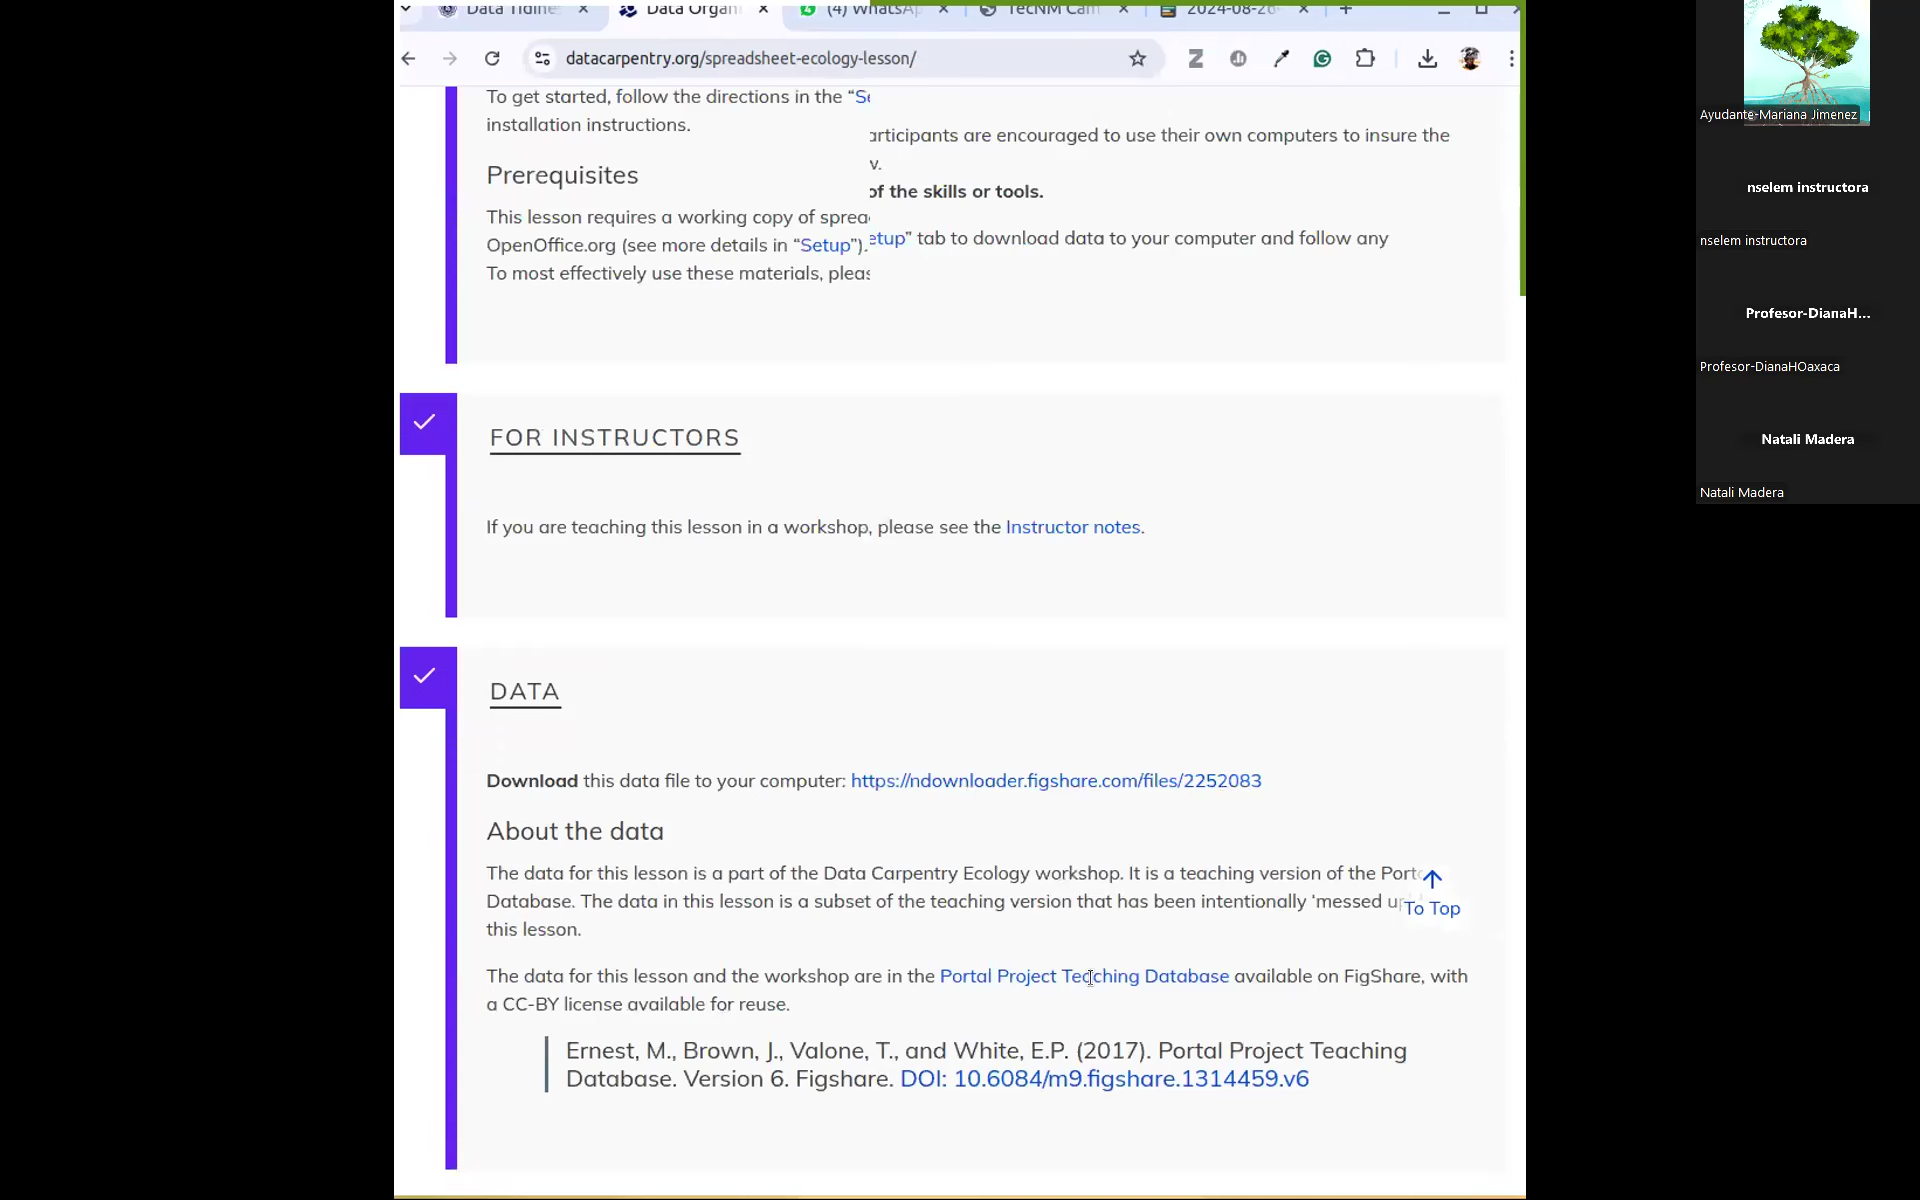 Data Tidine
Data Organi
(4) WhatsAp
TecNM Cam
2024-08-26-
datacarpentry.org/spreadsheet-ecology-lesson/
To get started, follow the directions in the “Se
installation instructions.
articipants are encouraged to use their own computers to insure the
Prerequisites
of the skills or tools.
This lesson requires a working copy of sprea
OpenOffice.org (see more details in “Setup”).
etup” tab to download data to your computer and follow any
To most effectively use these materials, pleas
FOR INSTRUCTORS
If you are teaching this lesson in a workshop, please see the Instructor notes.
DATA
Download this data file to your computer: https://ndownloader.figshare.com/files/2252083
About the data
The data for this lesson is a part of the Data Carpentry Ecology workshop. It is a teaching version of the Porta
Database. The data in this lesson is a subset of the teaching version that has been intentionally 'messed up
this lesson.
To Top
The data for this lesson and the workshop are in the Portal Project Teaching Database available on FigShare, with
a CC-BY license available for reuse.
Ernest, M., Brown, J., Valone, T., and White, E.P. (2017). Portal Project Teaching
Database. Version 6. Figshare. DOI: 10.6084/m9.figshare.1314459.v6
Ayudante-Mariana Jimenez
nselem instructora
nselem instructora
Profesor-DianaH...
Profesor-DianaHOaxaca
Natali Madera
Natali Madera